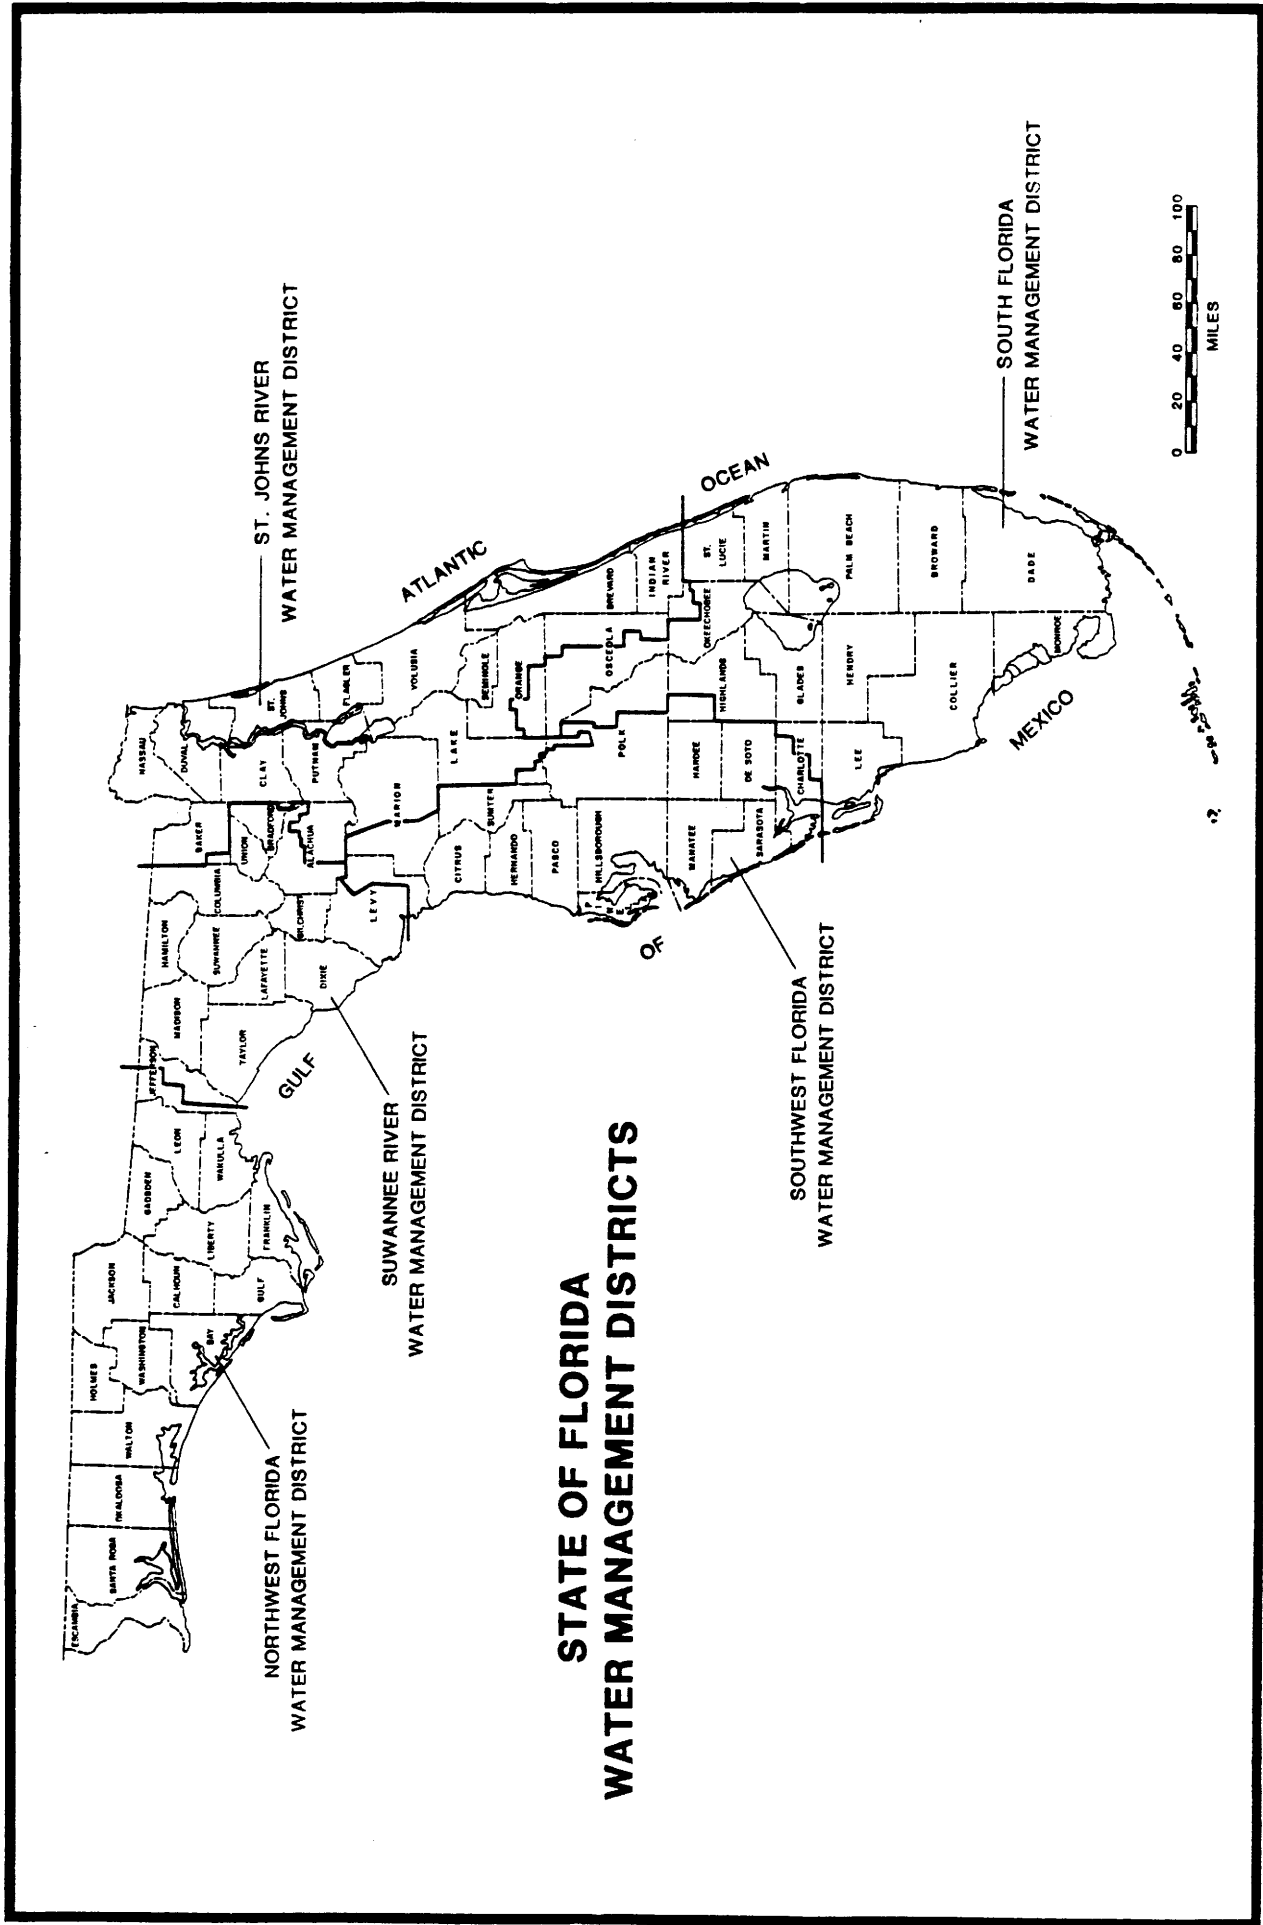 STATE OF FLORIDA
WATER MANAGEMENT DISTRICTS
NORTHWEST FLORIDA
WATER MANAGEMENT DISTRICT
SUWANNEE RIVER
WATER MANAGEMENT DISTRICT
ST. JOHNS RIVER
WATER MANAGEMENT DISTRICT
SOUTHWEST FLORIDA
WATER MANAGEMENT DISTRICT
SOUTH FLORIDA
WATER MANAGEMENT DISTRICT
ATLANTIC
OCEAN
GULF
OF
MEXICO
ESCAMBIA
SANTA ROSA
OKALOOSA
WALTON
HOLMES
WASHINGTON
BAY
JACKSON
CALHOUN
GULF
GADSDEN
LIBERTY
FRANKLIN
LEON
WAKULLA
JEFFERSON
MADISON
TAYLOR
HAMILTON
SUWANNEE
LAFAYETTE
DIXIE
COLUMBIA
GILCHRIST
LEVY
BAKER
UNION
BRADFORD
ALACHUA
NASSAU
DUVAL
CLAY
ST.
JOHNS
PUTNAM
FLAGLER
MARION
VOLUSIA
CITRUS
SUMTER
LAKE
HERNANDO
SEMINOLE
PASCO
ORANGE
HILLSBOROUGH
POLK
OSCEOLA
BREVARD
INDIAN
RIVER
MANATEE
HARDEE
HIGHLANDS
OKEECHOBEE
ST.
LUCIE
SARASOTA
DE SOTO
MARTIN
CHARLOTTE
GLADES
LEE
HENDRY
PALM BEACH
COLLIER
BROWARD
MONROE
DADE
0 20 40 60 80 100
MILES